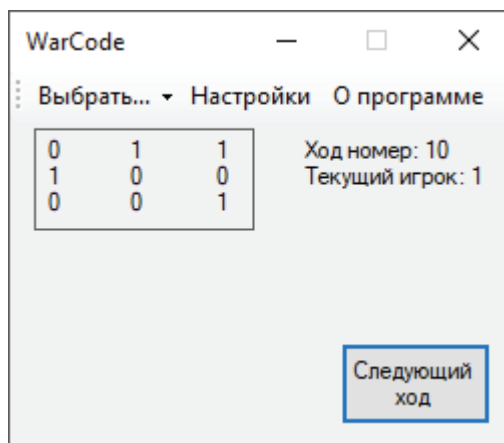 WarCode
Выбрать... Настройки О программе
0 1 1
1 0 0
0 0 1
Ход номер: 10
Текущий игрок: 1
Следующий
ход